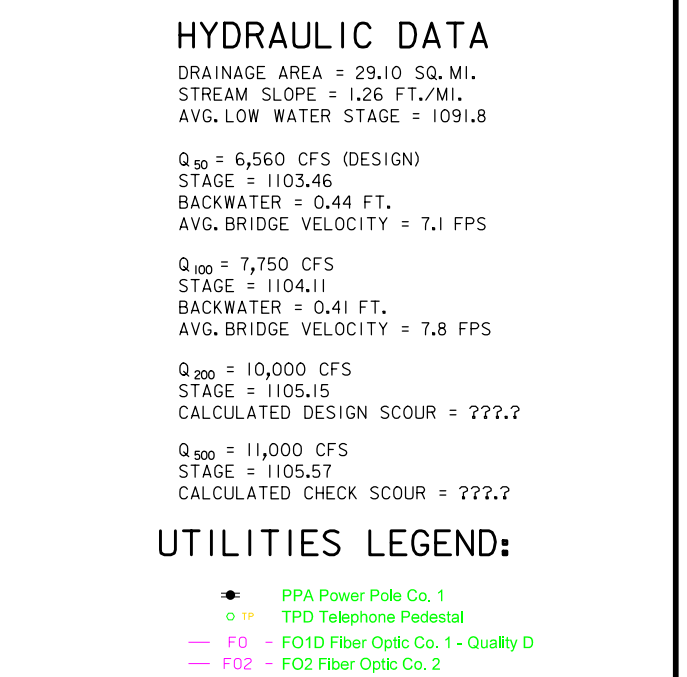 HYDRAULIC DATA
DRAINAGE AREA = 29.10 SQ. MI.
STREAM SLOPE = 1.26 FT./MI.
AVG. LOW WATER STAGE = 1091.8
Q50 = 6,560 CFS (DESIGN)
STAGE = 1103.46
BACKWATER = 0.44 FT.
AVG. BRIDGE VELOCITY = 7.1 FPS
Q100 = 7,750 CFS
STAGE = 1104.11
BACKWATER = 0.41 FT.
AVG. BRIDGE VELOCITY = 7.8 FPS
Q200 = 10,000 CFS
STAGE = 1105.15
CALCULATED DESIGN SCOUR = ???.?
Q500 = 11,000 CFS
STAGE = 1105.57
CALCULATED CHECK SCOUR = ???.?
UTILITIES LEGEND:
PPA Power Pole Co. 1
TP TPD Telephone Pedestal
FO - FO1D Fiber Optic Co. 1 - Quality D
FO2 - FO2 Fiber Optic Co. 2